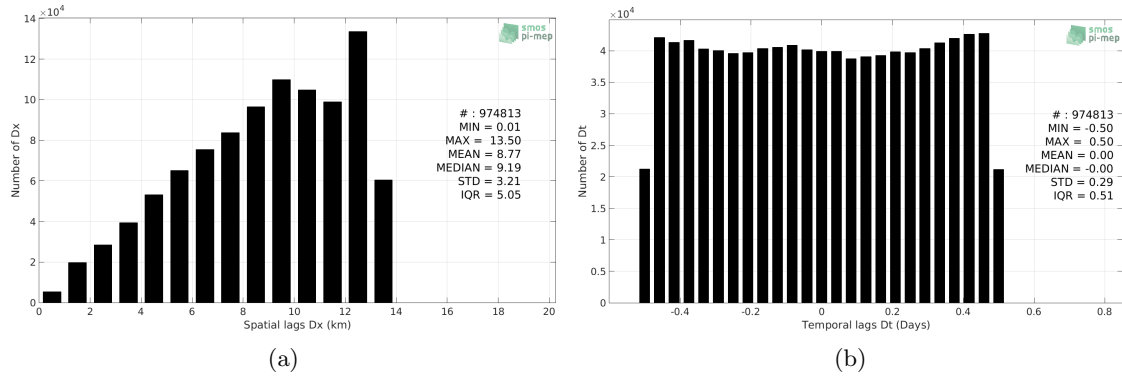 ×10⁴
14
12
10
8
6
4
2
0
Number of Dx
smos
pi-mep
# : 974813
MIN = 0.01
MAX = 13.50
MEAN = 8.77
MEDIAN = 9.19
STD = 3.21
IQR = 5.05
0 2 4 6 8 10 12 14 16 18 20
Spatial lags Dx (km)
(a)
×10⁴
4.5
4
3.5
3
2.5
2
1.5
1
0.5
0
Number of Dt
smos
pi-mep
# : 974813
MIN = -0.50
MAX = 0.50
MEAN = 0.00
MEDIAN = -0.00
STD = 0.29
IQR = 0.51
-0.4 -0.2 0 0.2 0.4 0.6 0.8
Temporal lags Dt (Days)
(b)